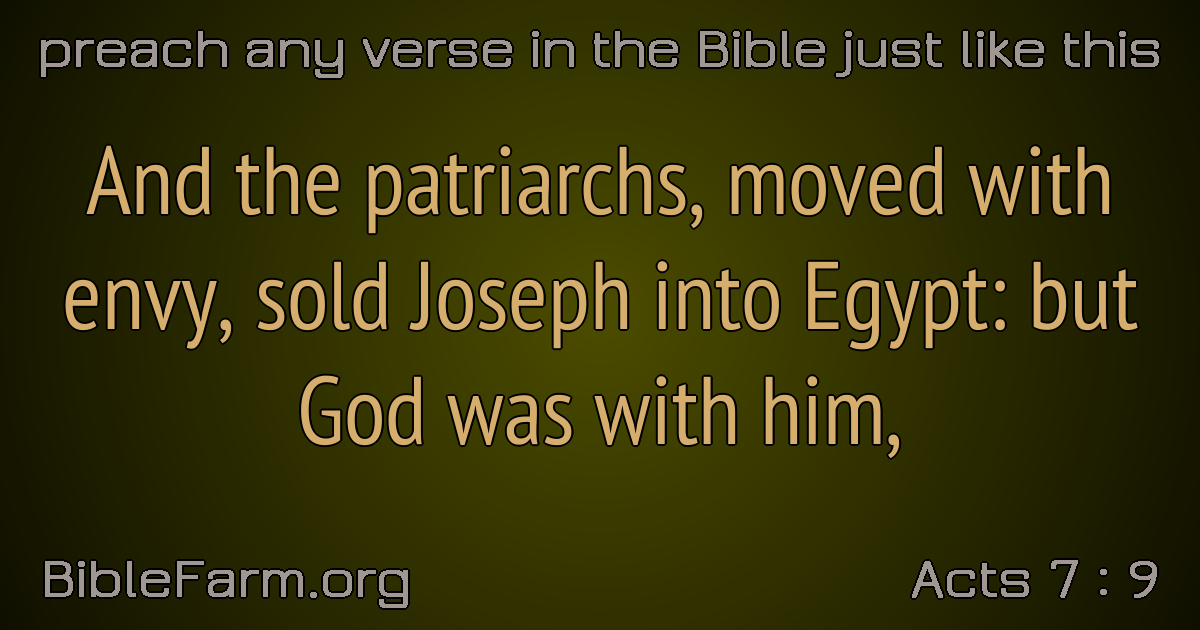 preach any verse in the Bible just like this
And the patriarchs, moved with
envy, sold Joseph into Egypt: but
God was with him,
BibleFarm.org
Acts 7 : 9